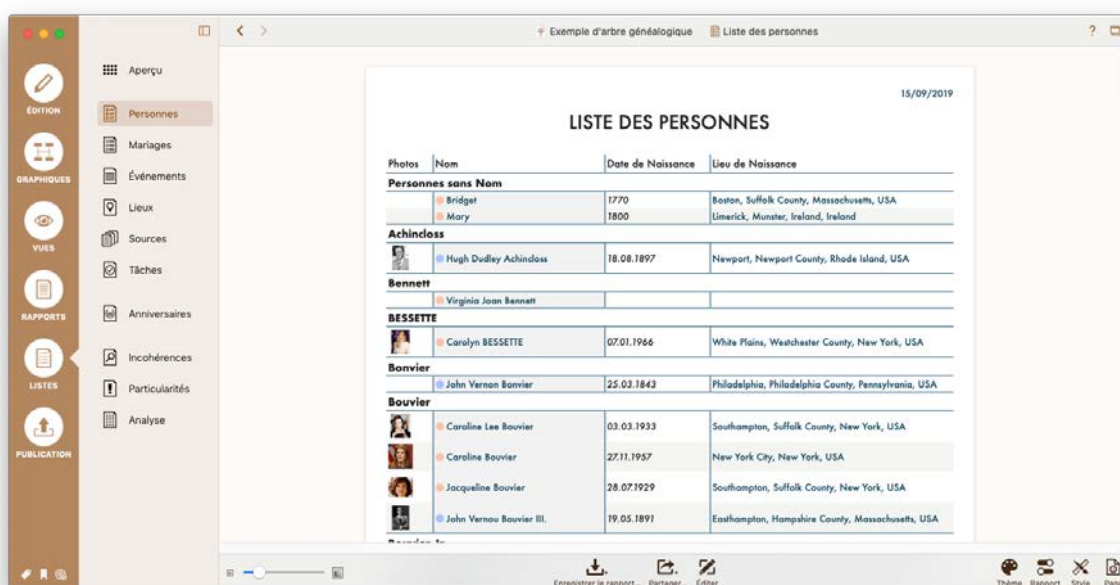 Exemple d'arbre généalogique
Liste des personnes
?
ÉDITION
GRAPHIQUES
VUES
RAPPORTS
LISTES
PUBLICATION
Aperçu
Personnes
Mariages
Événements
Lieux
Sources
Tâches
Anniversaires
Incohérences
Particularités
Analyse
15/09/2019
LISTE DES PERSONNES
Photos Nom Date de Naissance Lieu de Naissance
Personnes sans Nom
Bridget 1770 Boston, Suffolk County, Massachusetts, USA
Mary 1800 Limerick, Munster, Ireland, Ireland
Achincloss
Hugh Dudley Achincloss 18.08.1897 Newport, Newport County, Rhode Island, USA
Bennett
Virginia Joan Bennett
BESSETTE
Carolyn BESSETTE 07.01.1966 White Plains, Westchester County, New York, USA
Bonvier
John Vernon Bonvier 25.03.1843 Philadelphia, Philadelphia County, Pennsylvania, USA
Bouvier
Caroline Lee Bouvier 03.03.1933 Southampton, Suffolk County, New York, USA
Caroline Bouvier 27.11.1957 New York City, New York, USA
Jacqueline Bouvier 28.07.1929 Southampton, Suffolk County, New York, USA
John Vernou Bouvier III. 19.05.1891 Easthampton, Hampshire County, Massachusetts, USA
Enregistrer le rapport... Partager... Éditer
Thème Rapport Style